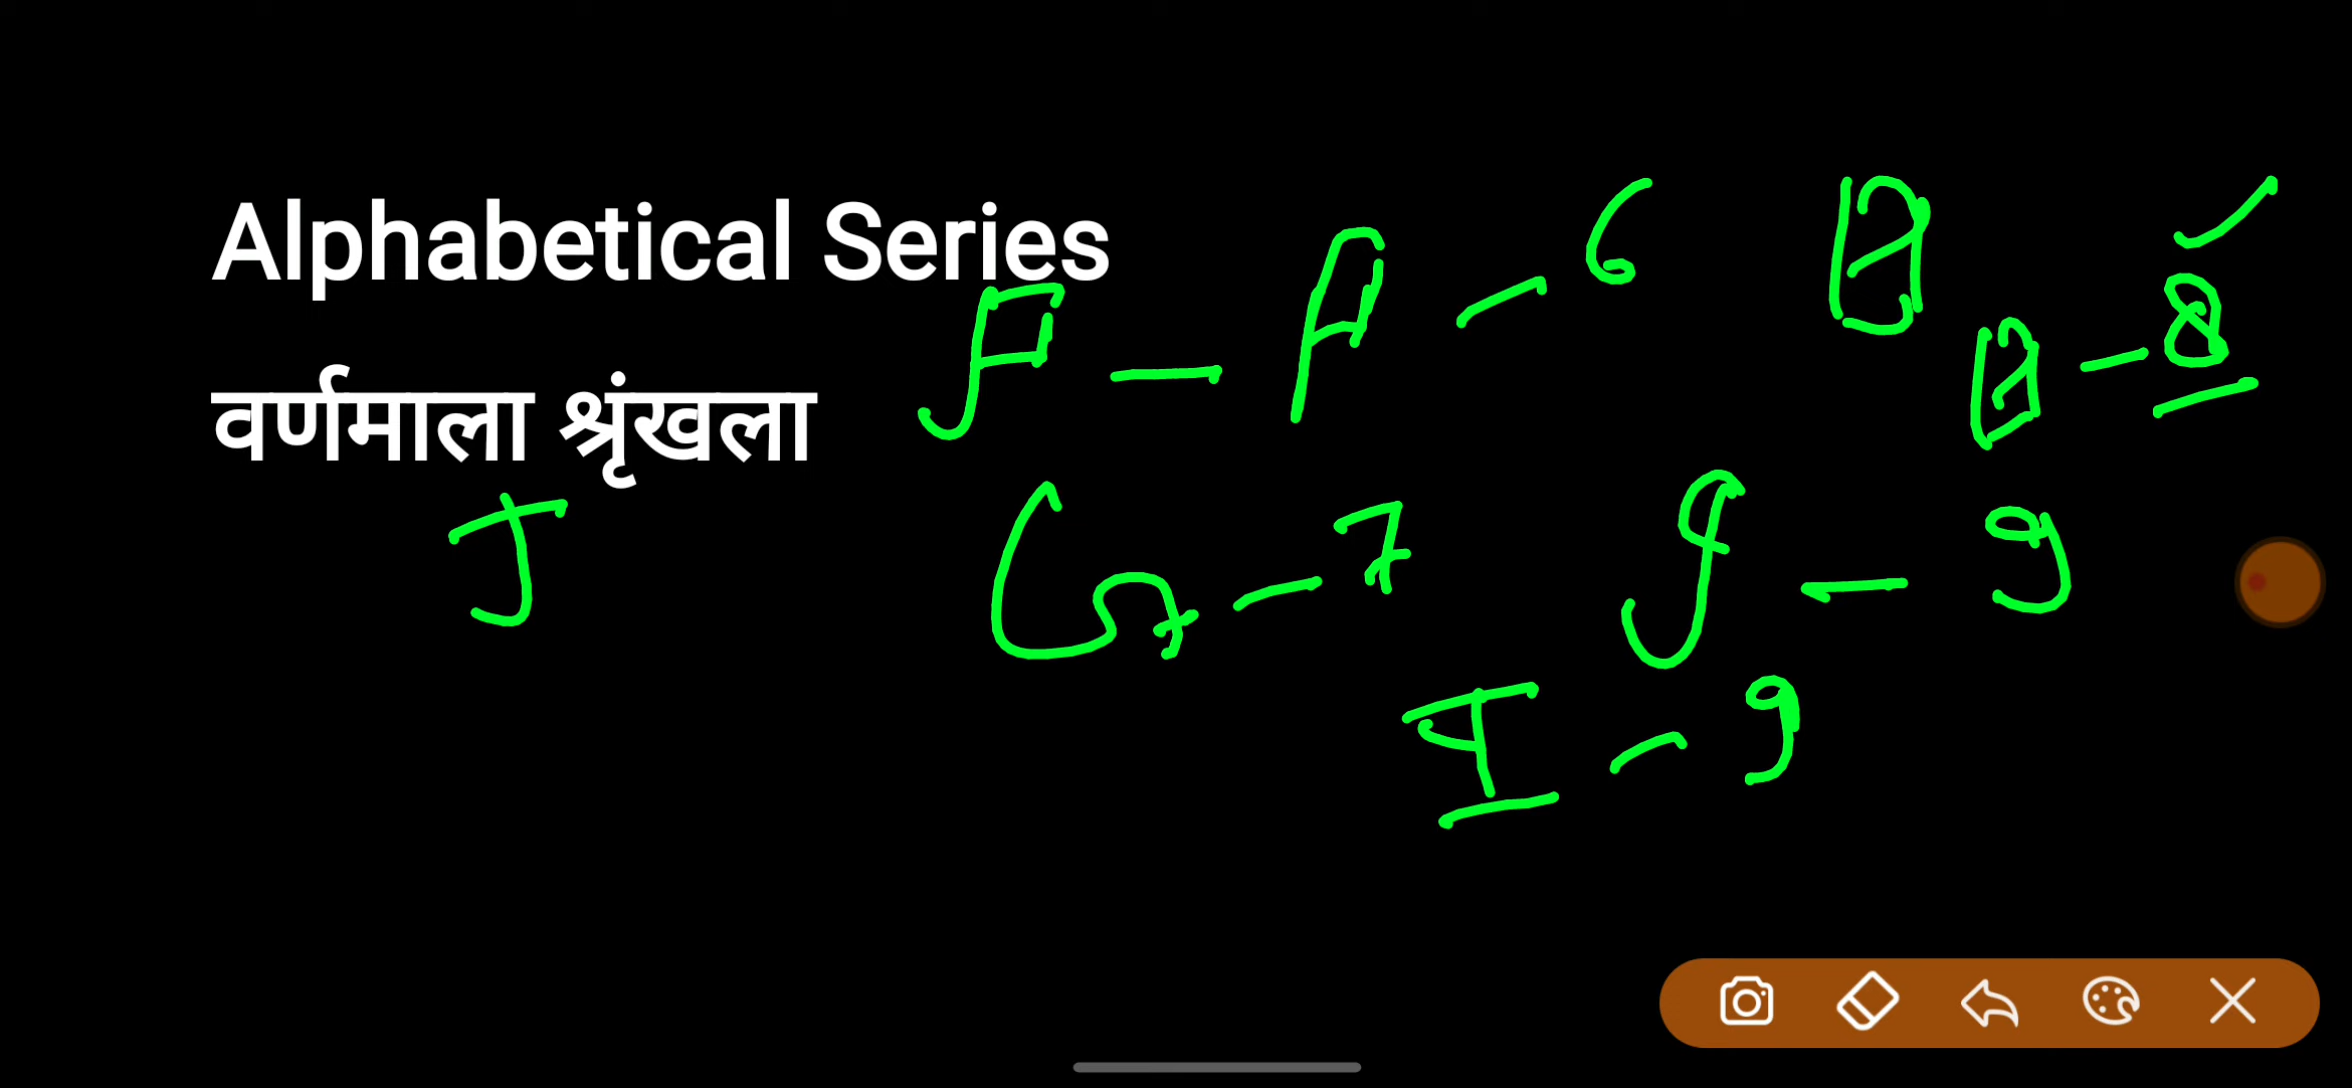 Alphabetical Series
वर्णमाला श्रृंखला
- 6
- 8
J
G - 7
- 9
I - 9